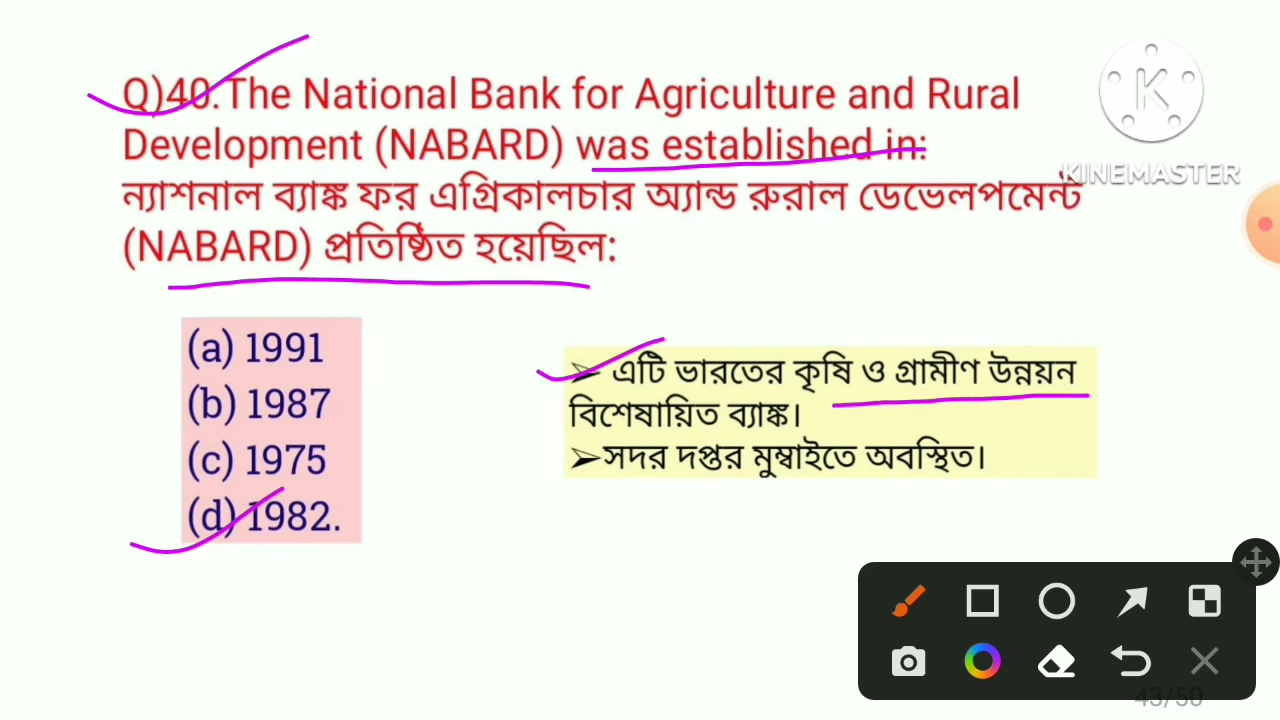 Q)40.The National Bank for Agriculture and Rural
Development (NABARD) was established in:
ন্যাশনাল ব্যাঙ্ক ফর এগ্রিকালচার অ্যান্ড রুরাল ডেভেলপমেন্ট
(NABARD) প্রতিষ্ঠিত হয়েছিল:
(a) 1991
(b) 1987
(c) 1975
(d) 1982.
➢ এটি ভারতের কৃষি ও গ্রামীণ উন্নয়ন
বিশেষায়িত ব্যাঙ্ক।
➢সদর দপ্তর মুম্বাইতে অবস্থিত।
K
KINEMASTER
43/50